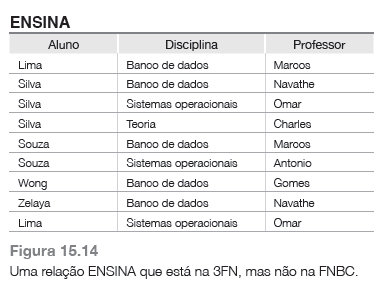 ENSINA
Aluno Disciplina Professor
Lima Banco de dados Marcos
Silva Banco de dados Navathe
Silva Sistemas operacionais Omar
Silva Teoria Charles
Souza Banco de dados Marcos
Souza Sistemas operacionais Antonio
Wong Banco de dados Gomes
Zelaya Banco de dados Navathe
Lima Sistemas operacionais Omar
Figura 15.14
Uma relação ENSINA que está na 3FN, mas não na FNBC.